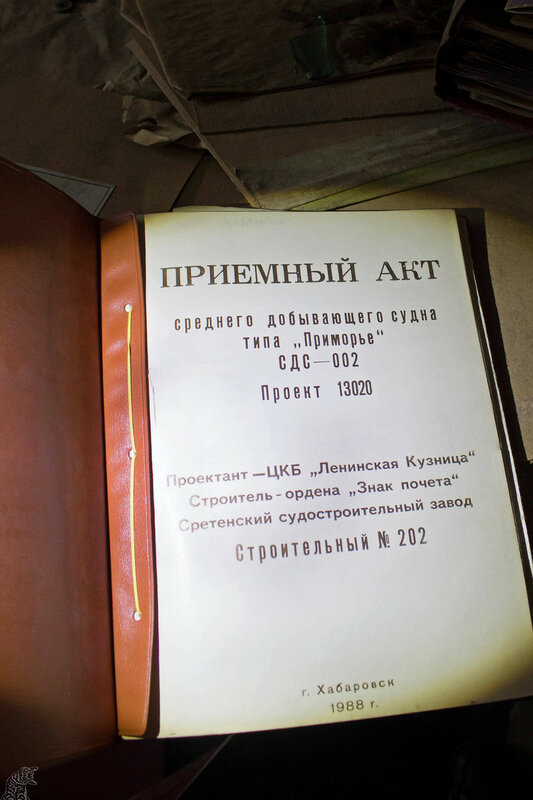 ПРИЕМНЫЙ АКТ
среднего добывающего судна
типа „Приморье“
СДС—002
Проект 13020
Проектант—ЦКБ „Ленинская Кузница“
Строитель-ордена „Знак почета“
Сретенский судостроительный завод
Строительный № 202
г. Хабаровск
1988 г.